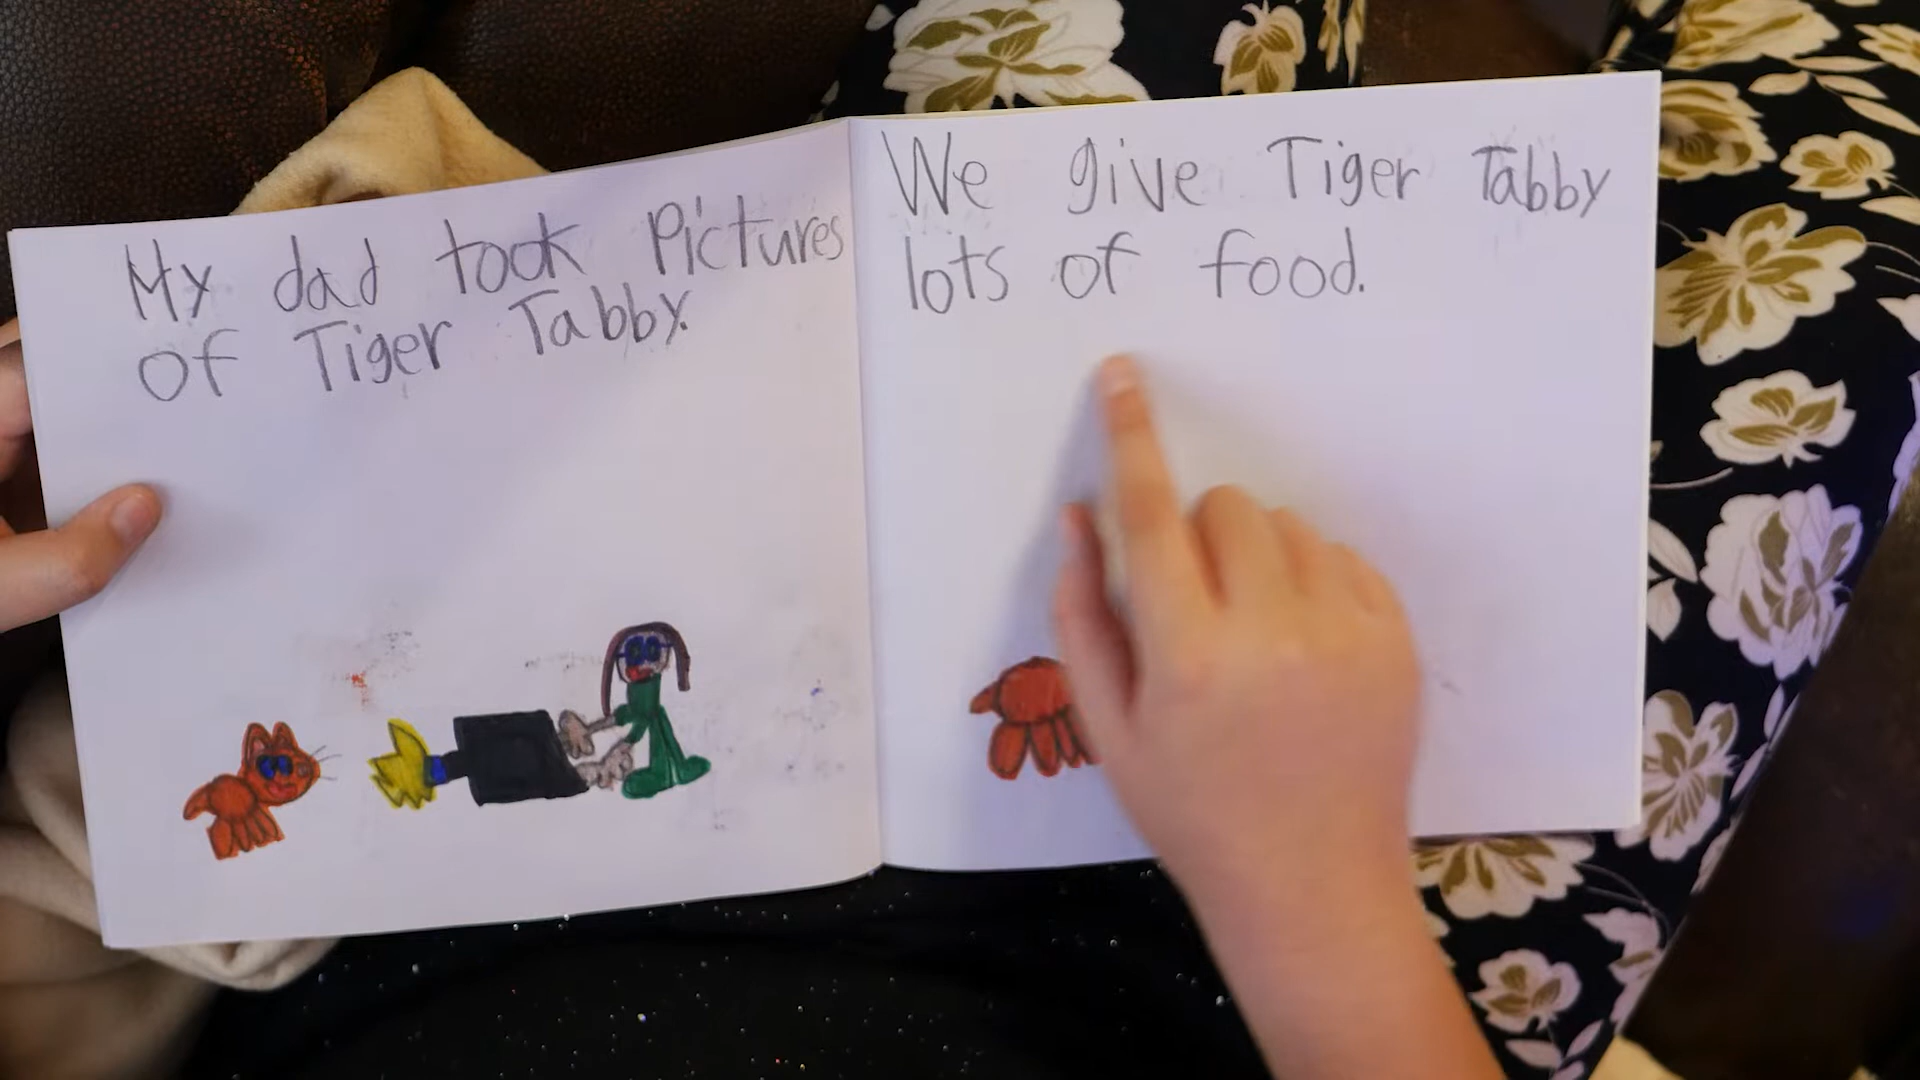 My dad took Pictures
of Tiger Tabby.
We give Tiger Tabby
lots of food.